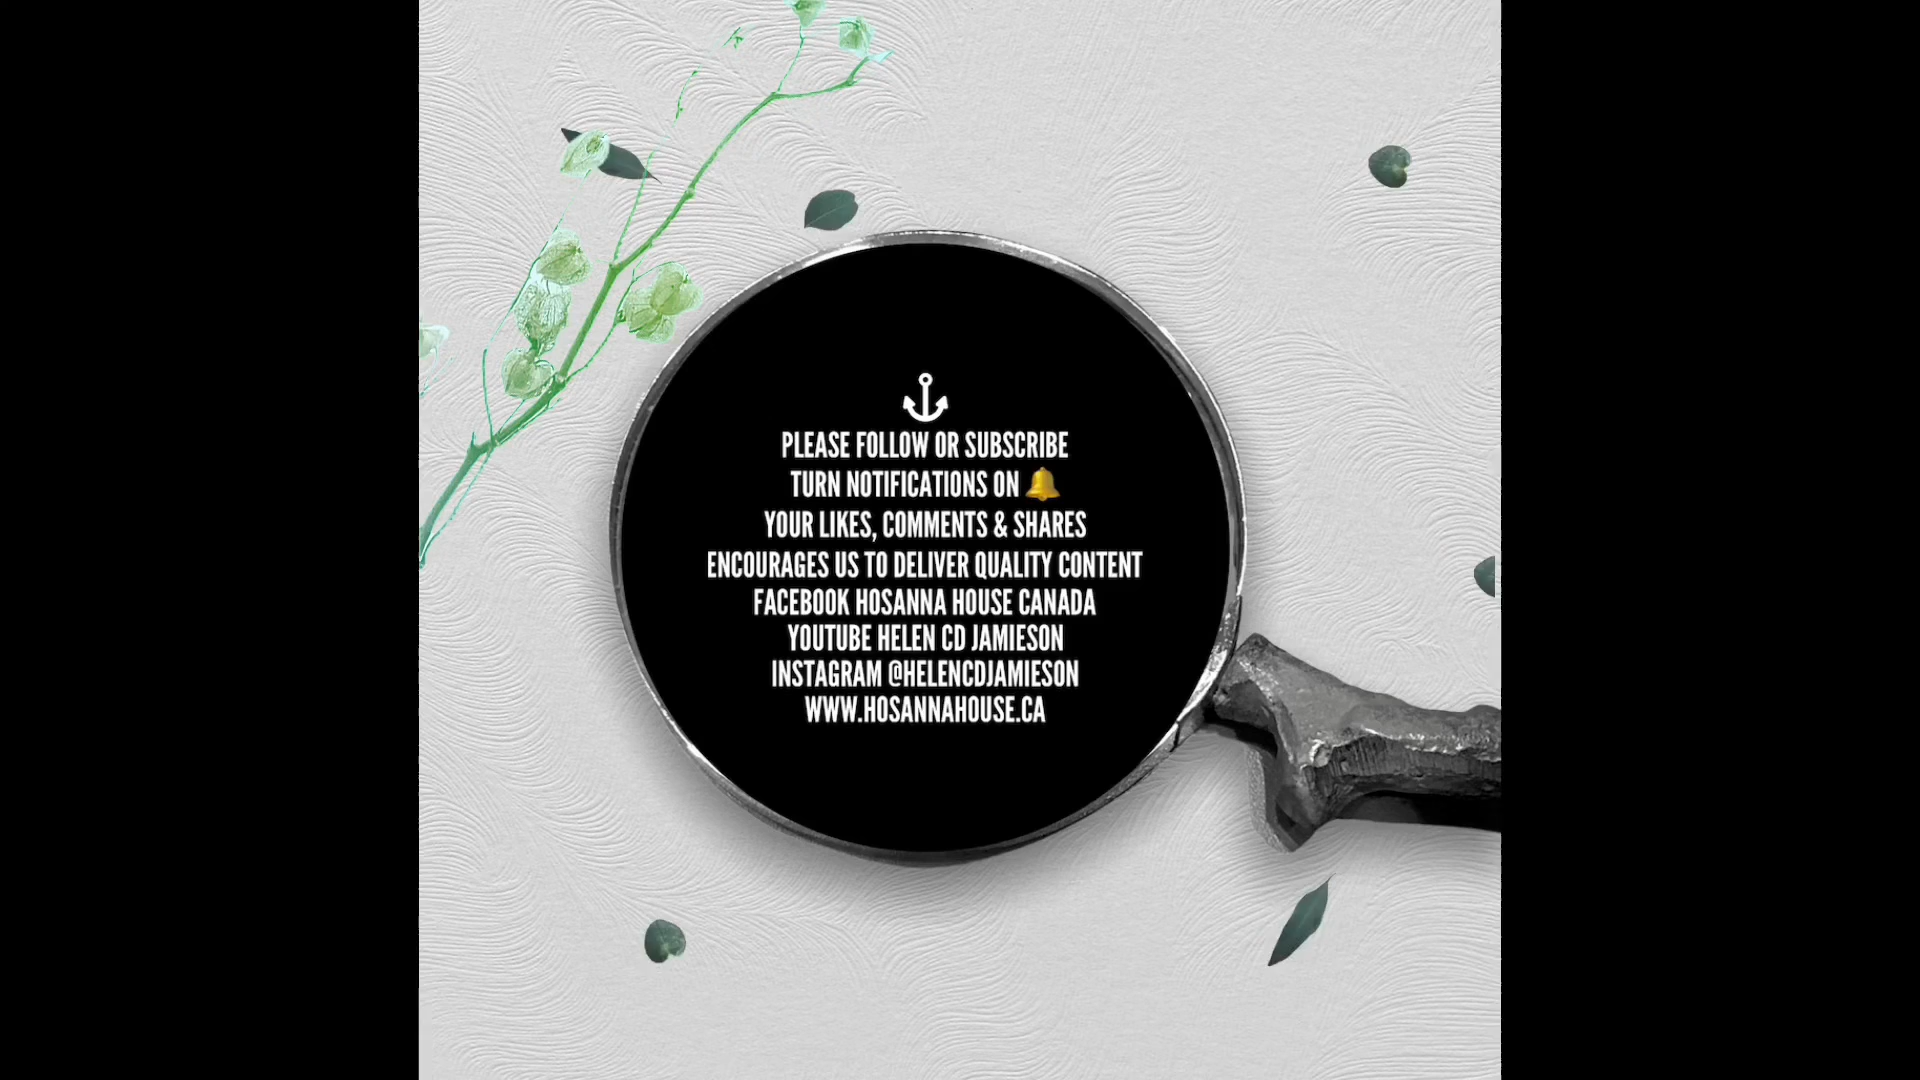 PLEASE FOLLOW OR SUBSCRIBE
TURN NOTIFICATIONS ON 🔔
YOUR LIKES, COMMENTS & SHARES
ENCOURAGES US TO DELIVER QUALITY CONTENT
FACEBOOK HOSANNA HOUSE CANADA
YOUTUBE HELEN CD JAMIESON
INSTAGRAM @HELENCDJAMIESON
WWW.HOSANNAHOUSE.CA